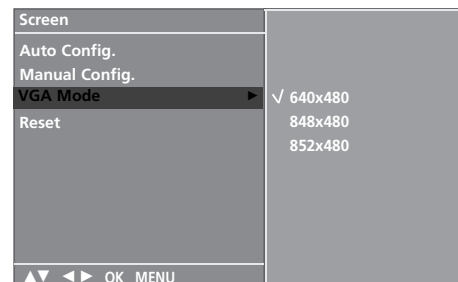 Screen
Auto Config.
Manual Config.
VGA Mode ►
Reset
√ 640x480
848x480
852x480
▲▼ ◄► OK MENU